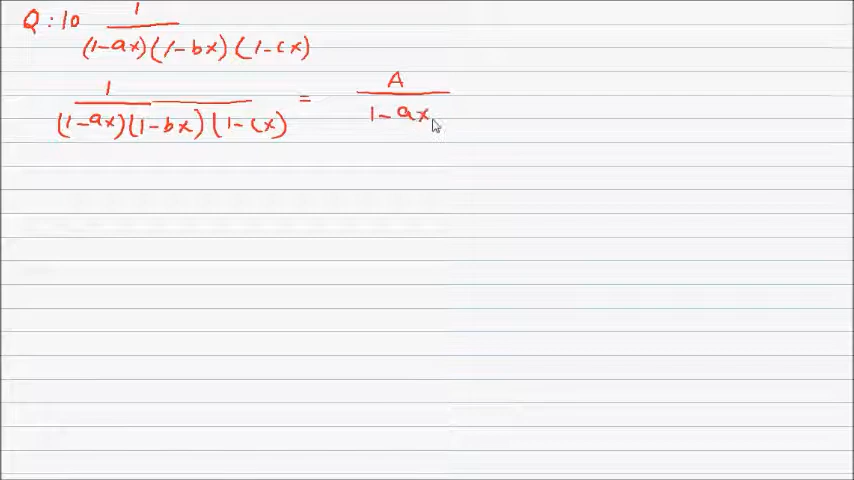 Q : 10 1/((1-ax)(1-bx)(1-cx))
1/((1-ax)(1-bx)(1-cx)) = A/(1-ax)